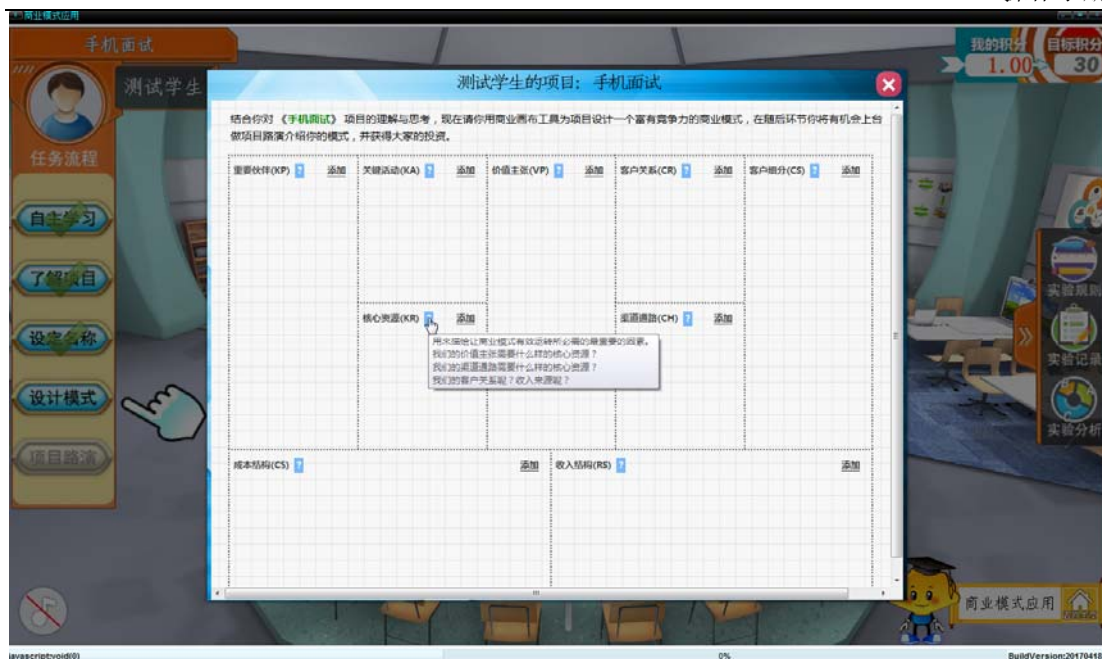 商业模式应用
手机面试
我的积分
目标积分
1.00
30
测试学生
测试学生的项目：手机面试
结合你对《手机面试》项目的理解与思考，现在请你用商业画布工具为项目设计一个富有竞争力的商业模式，在随后环节你将有机会上台
做项目路演介绍你的模式，并获得大家的投资。
任务流程
自主学习
了解项目
设定名称
设计模式
项目路演
重要伙伴(KP) ? 添加
关键活动(KA) ? 添加
价值主张(VP) ? 添加
客户关系(CR) ? 添加
客户细分(CS) ? 添加
核心资源(KR) 添加
渠道通路(CH) ? 添加
用来描绘让商业模式有效运转所必需的最重要的因素。
我们的价值主张需要什么样的核心资源？
我们的渠道通路需要什么样的核心资源？
我们的客户关系呢？收入来源呢？
成本结构(CS) ? 添加
收入结构(RS) ? 添加
实验规则
实验记录
实验分析
商业模式应用
javascript:void(0)
0%
BuildVersion:20170418